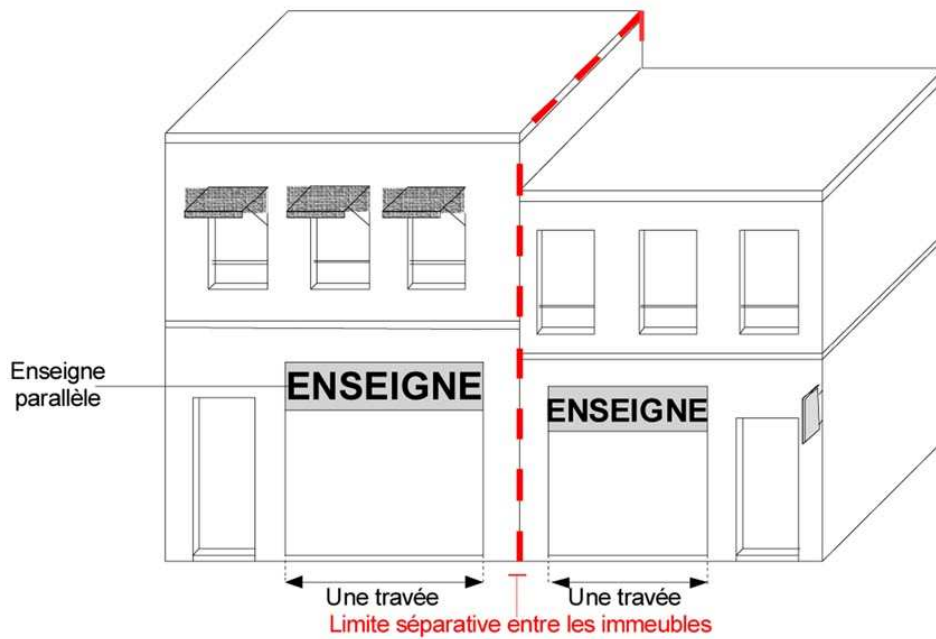 Enseigne
parallèle
ENSEIGNE
ENSEIGNE
Une travée
Une travée
Limite séparative entre les immeubles